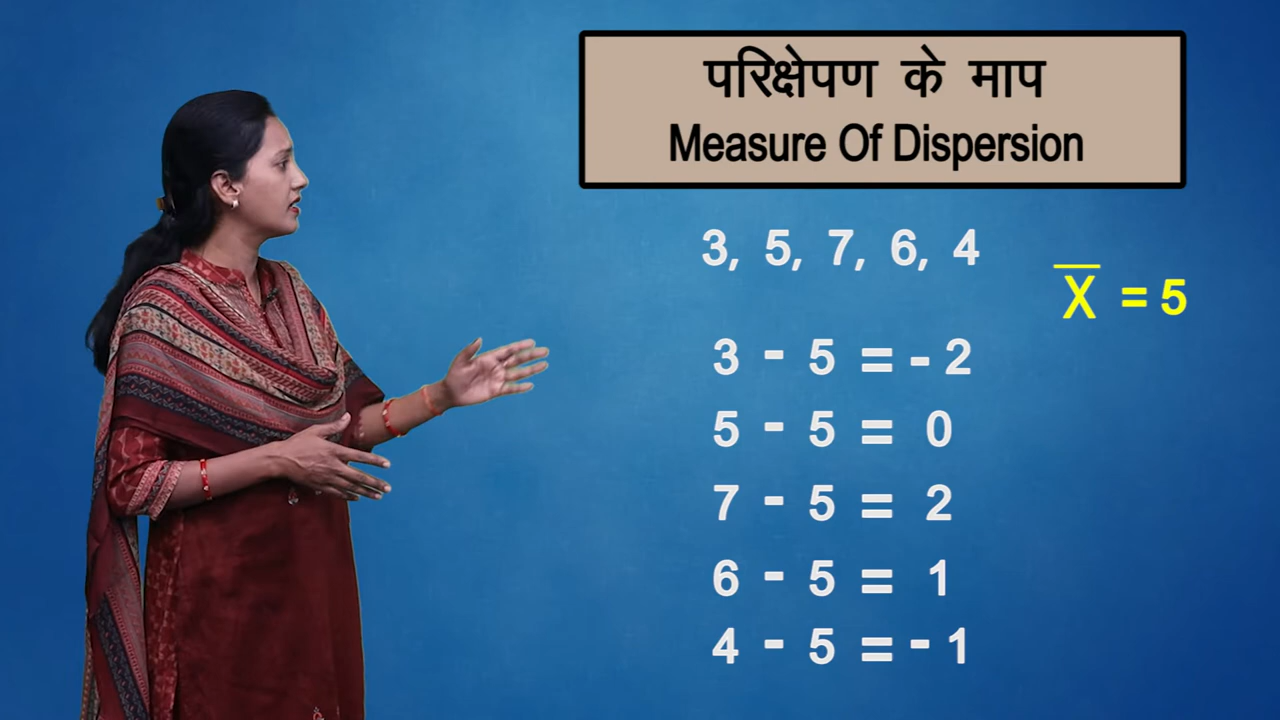 परिक्षेपण के माप
Measure Of Dispersion
3, 5, 7, 6, 4
X̅ = 5
3 - 5 = - 2
5 - 5 = 0
7 - 5 = 2
6 - 5 = 1
4 - 5 = - 1